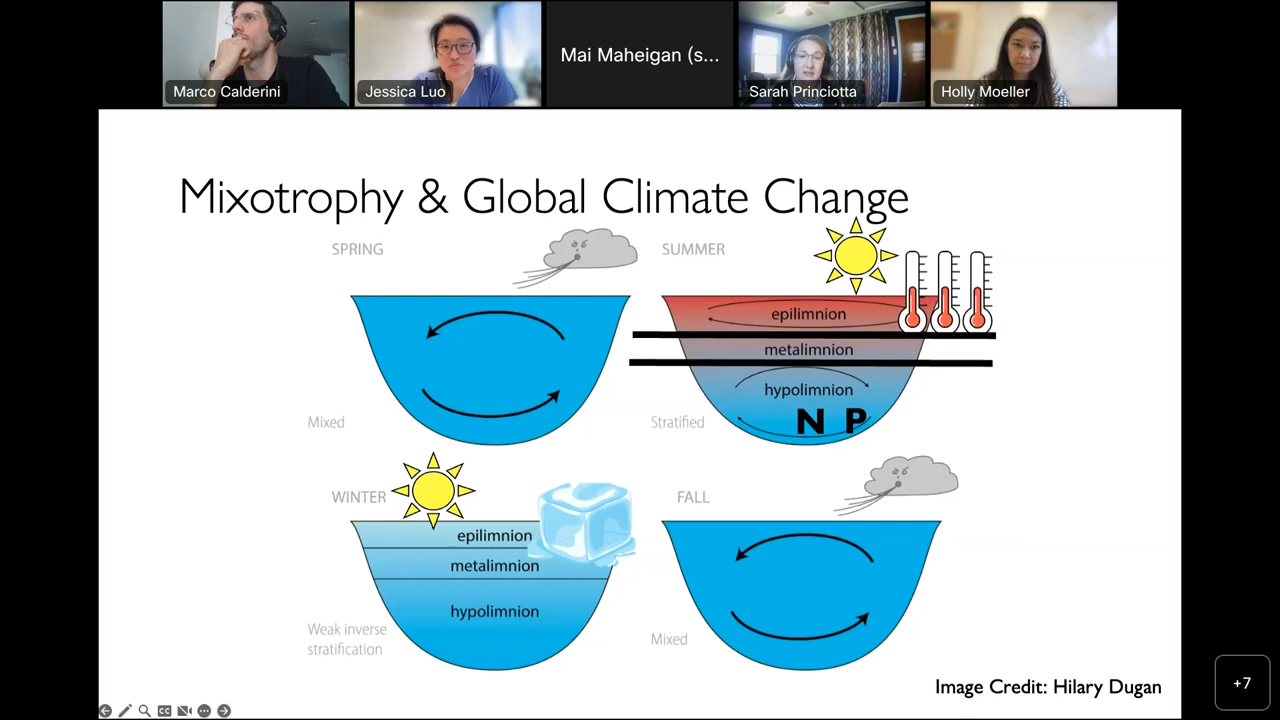 Marco Calderini
Jessica Luo
Mai Maheigan (s...
Sarah Princiotta
Holly Moeller
Mixotrophy & Global Climate Change
SPRING
SUMMER
epilimnion
metalimnion
hypolimnion
N P
Mixed
Stratified
WINTER
FALL
epilimnion
metalimnion
hypolimnion
Weak inverse
stratification
Mixed
Image Credit: Hilary Dugan
CC
+7